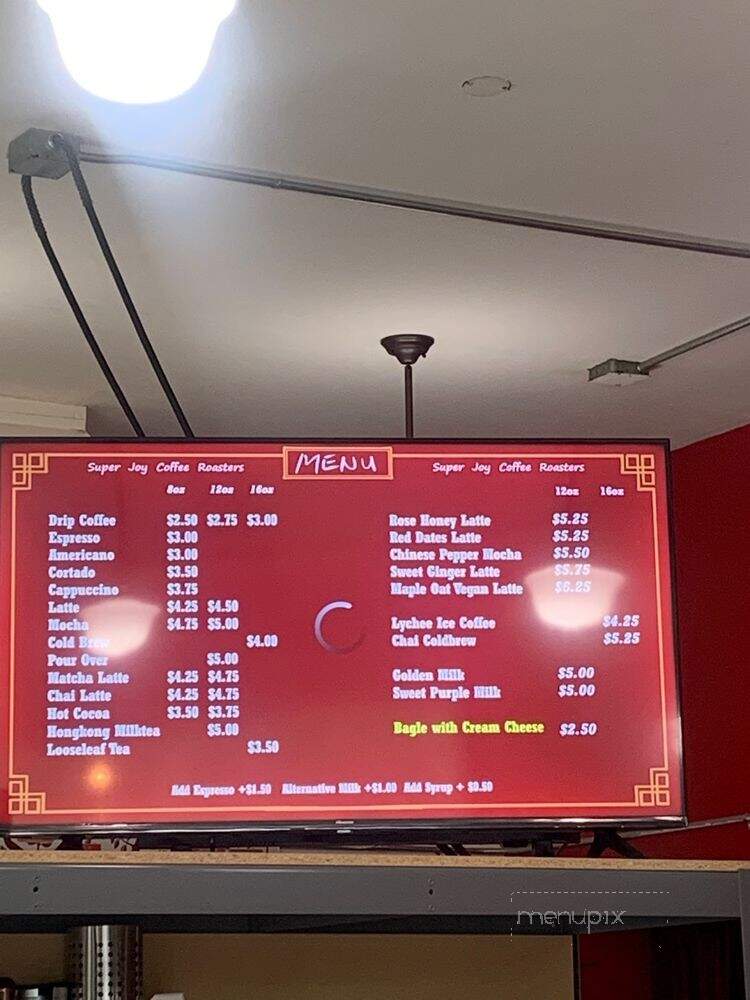 MENU
Super Joy Coffee Roasters
8oz 12oz 16oz
Drip Coffee $2.50 $2.75 $3.00
Espresso $3.00
Americano $3.00
Cortado $3.50
Cappuccino $3.75
Latte $4.25 $4.50
Mocha $4.75 $5.00
Cold Brew $4.00
Pour Over $5.00
Matcha Latte $4.25 $4.75
Chai Latte $4.25 $4.75
Hot Cocoa $3.50 $3.75
Hongkong Milktea $5.00
Looseleaf Tea $3.50
Super Joy Coffee Roasters
12oz 16oz
Rose Honey Latte $5.25
Red Dates Latte $5.25
Chinese Pepper Mocha $5.50
Sweet Ginger Latte $5.75
Maple Oat Vegan Latte $6.25
Lychee Ice Coffee $4.25
Chai Coldbrew $5.25
Golden Milk $5.00
Sweet Purple Milk $5.00
Bagle with Cream Cheese $2.50
Add Espresso +$1.50 Alternative Milk +$1.00 Add Syrup + $0.50
menupix